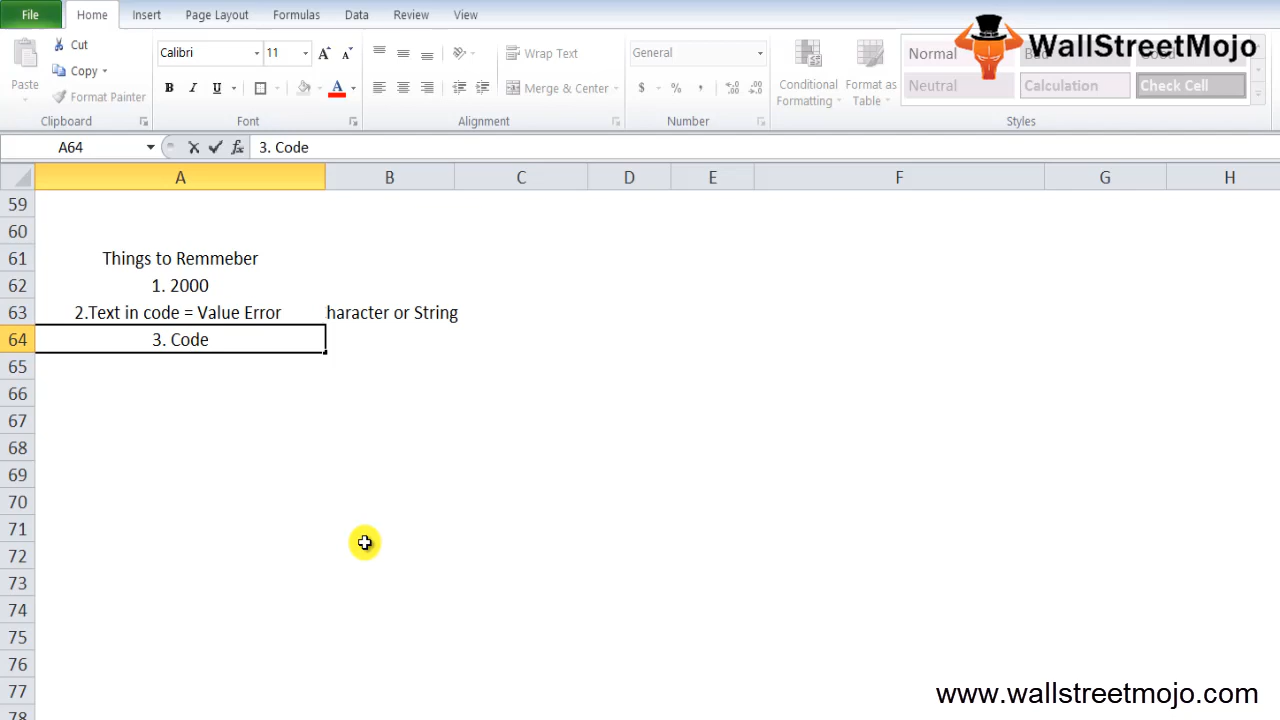 File Home Insert Page Layout Formulas Data Review View
WallStreetMojo
Paste
Cut
Copy
Format Painter
Clipboard
Calibri 11
B I U
Font
Wrap Text
Merge & Center
Alignment
General
$ %
Number
Conditional Formatting
Format as Table
Normal Bad Good
Neutral Calculation Check Cell
Styles
A64 fx 3. Code
A B C D E F G H
59
60
61 Things to Remmeber
62 1. 2000
63 2.Text in code = Value Error haracter or String
64 3. Code
65
66
67
68
69
70
71
72
73
74
75
76
77
78
www.wallstreetmojo.com